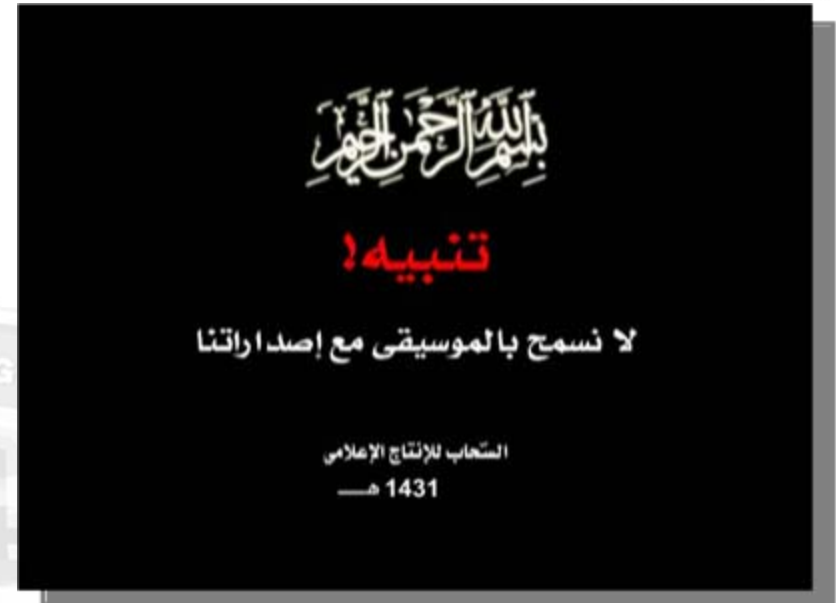 بسم الله الرحمن الرحيم
تنبيه!
لا نسمح بالموسيقى مع إصداراتنا
السّحاب للإنتاج الإعلامي
1431 هـ